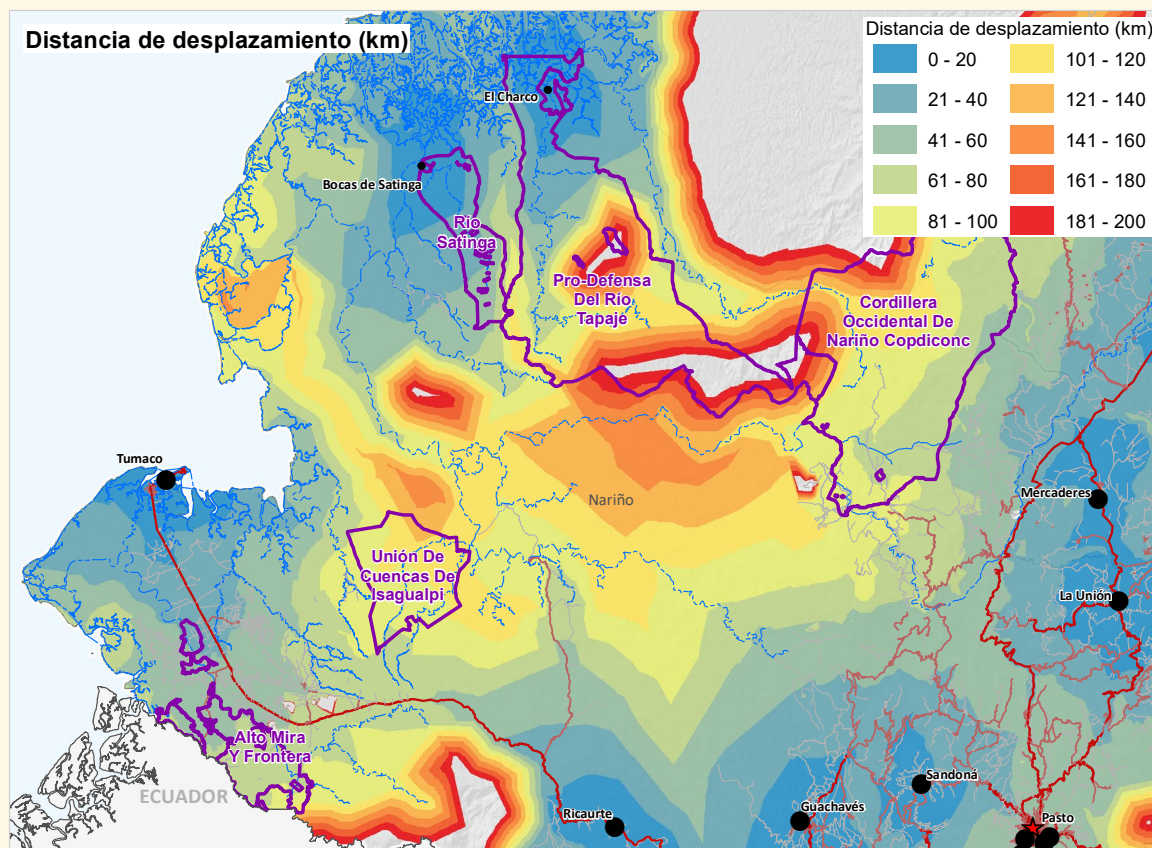 Distancia de desplazamiento (km)
Distancia de desplazamiento (km)
0 - 20
101 - 120
21 - 40
121 - 140
41 - 60
141 - 160
61 - 80
161 - 180
81 - 100
181 - 200
El Charco
Bocas de Satinga
Río
Satinga
Pro-Defensa
Del Río
Tapaje
Cordillera
Occidental De
Nariño Copdiconc
Tumaco
Nariño
Mercaderes
Unión De
Cuencas De
Isagualpi
La Unión
Alto Mira
Y Frontera
ECUADOR
Sandoná
Ricaurte
Guachavés
Pasto